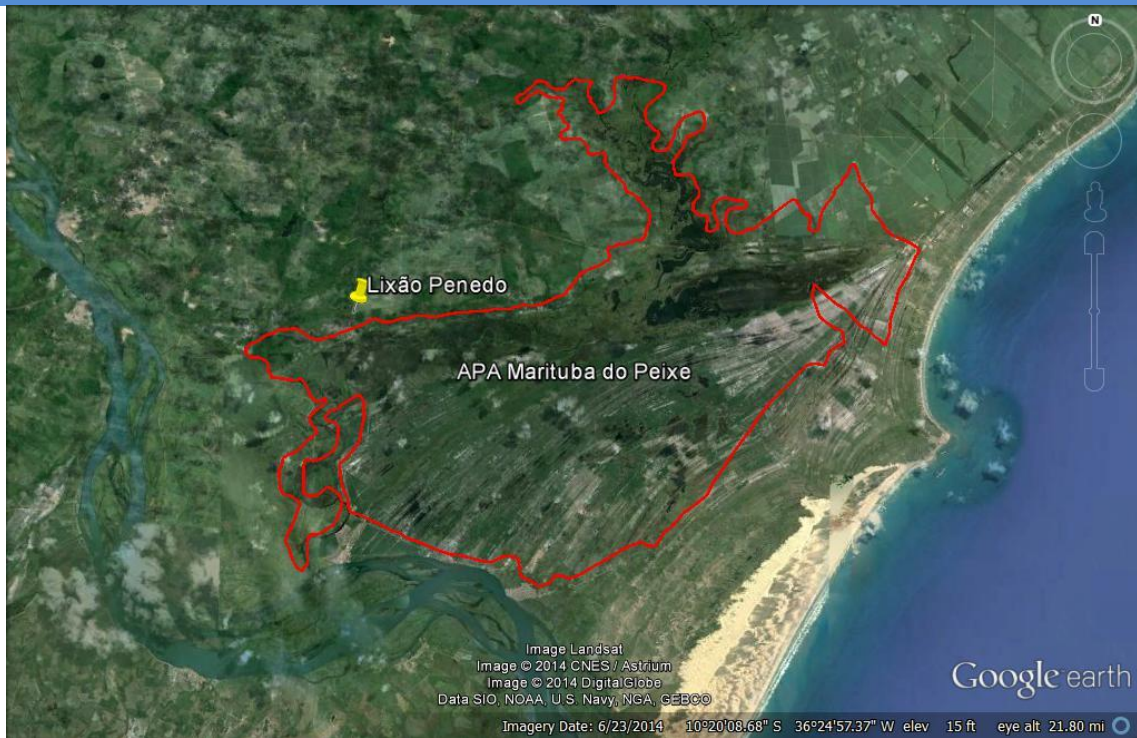 N
Lixão Penedo
APA Marituba do Peixe
Image Landsat
Image © 2014 CNES / Astrium
Image © 2014 DigitalGlobe
Data SIO, NOAA, U.S. Navy, NGA, GEBCO
Google earth
Imagery Date: 6/23/2014 10°20'08.68" S 36°24'57.37" W elev 15 ft eye alt 21.80 mi